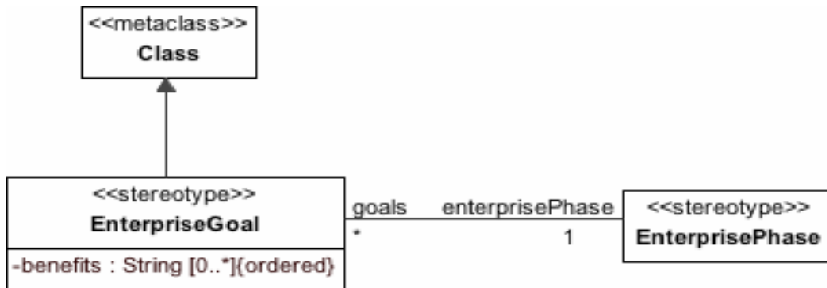 <<metaclass>>
Class
<<stereotype>>
EnterpriseGoal
-benefits : String [0..*]{ordered}
goals
enterprisePhase
*
1
<<stereotype>>
EnterprisePhase